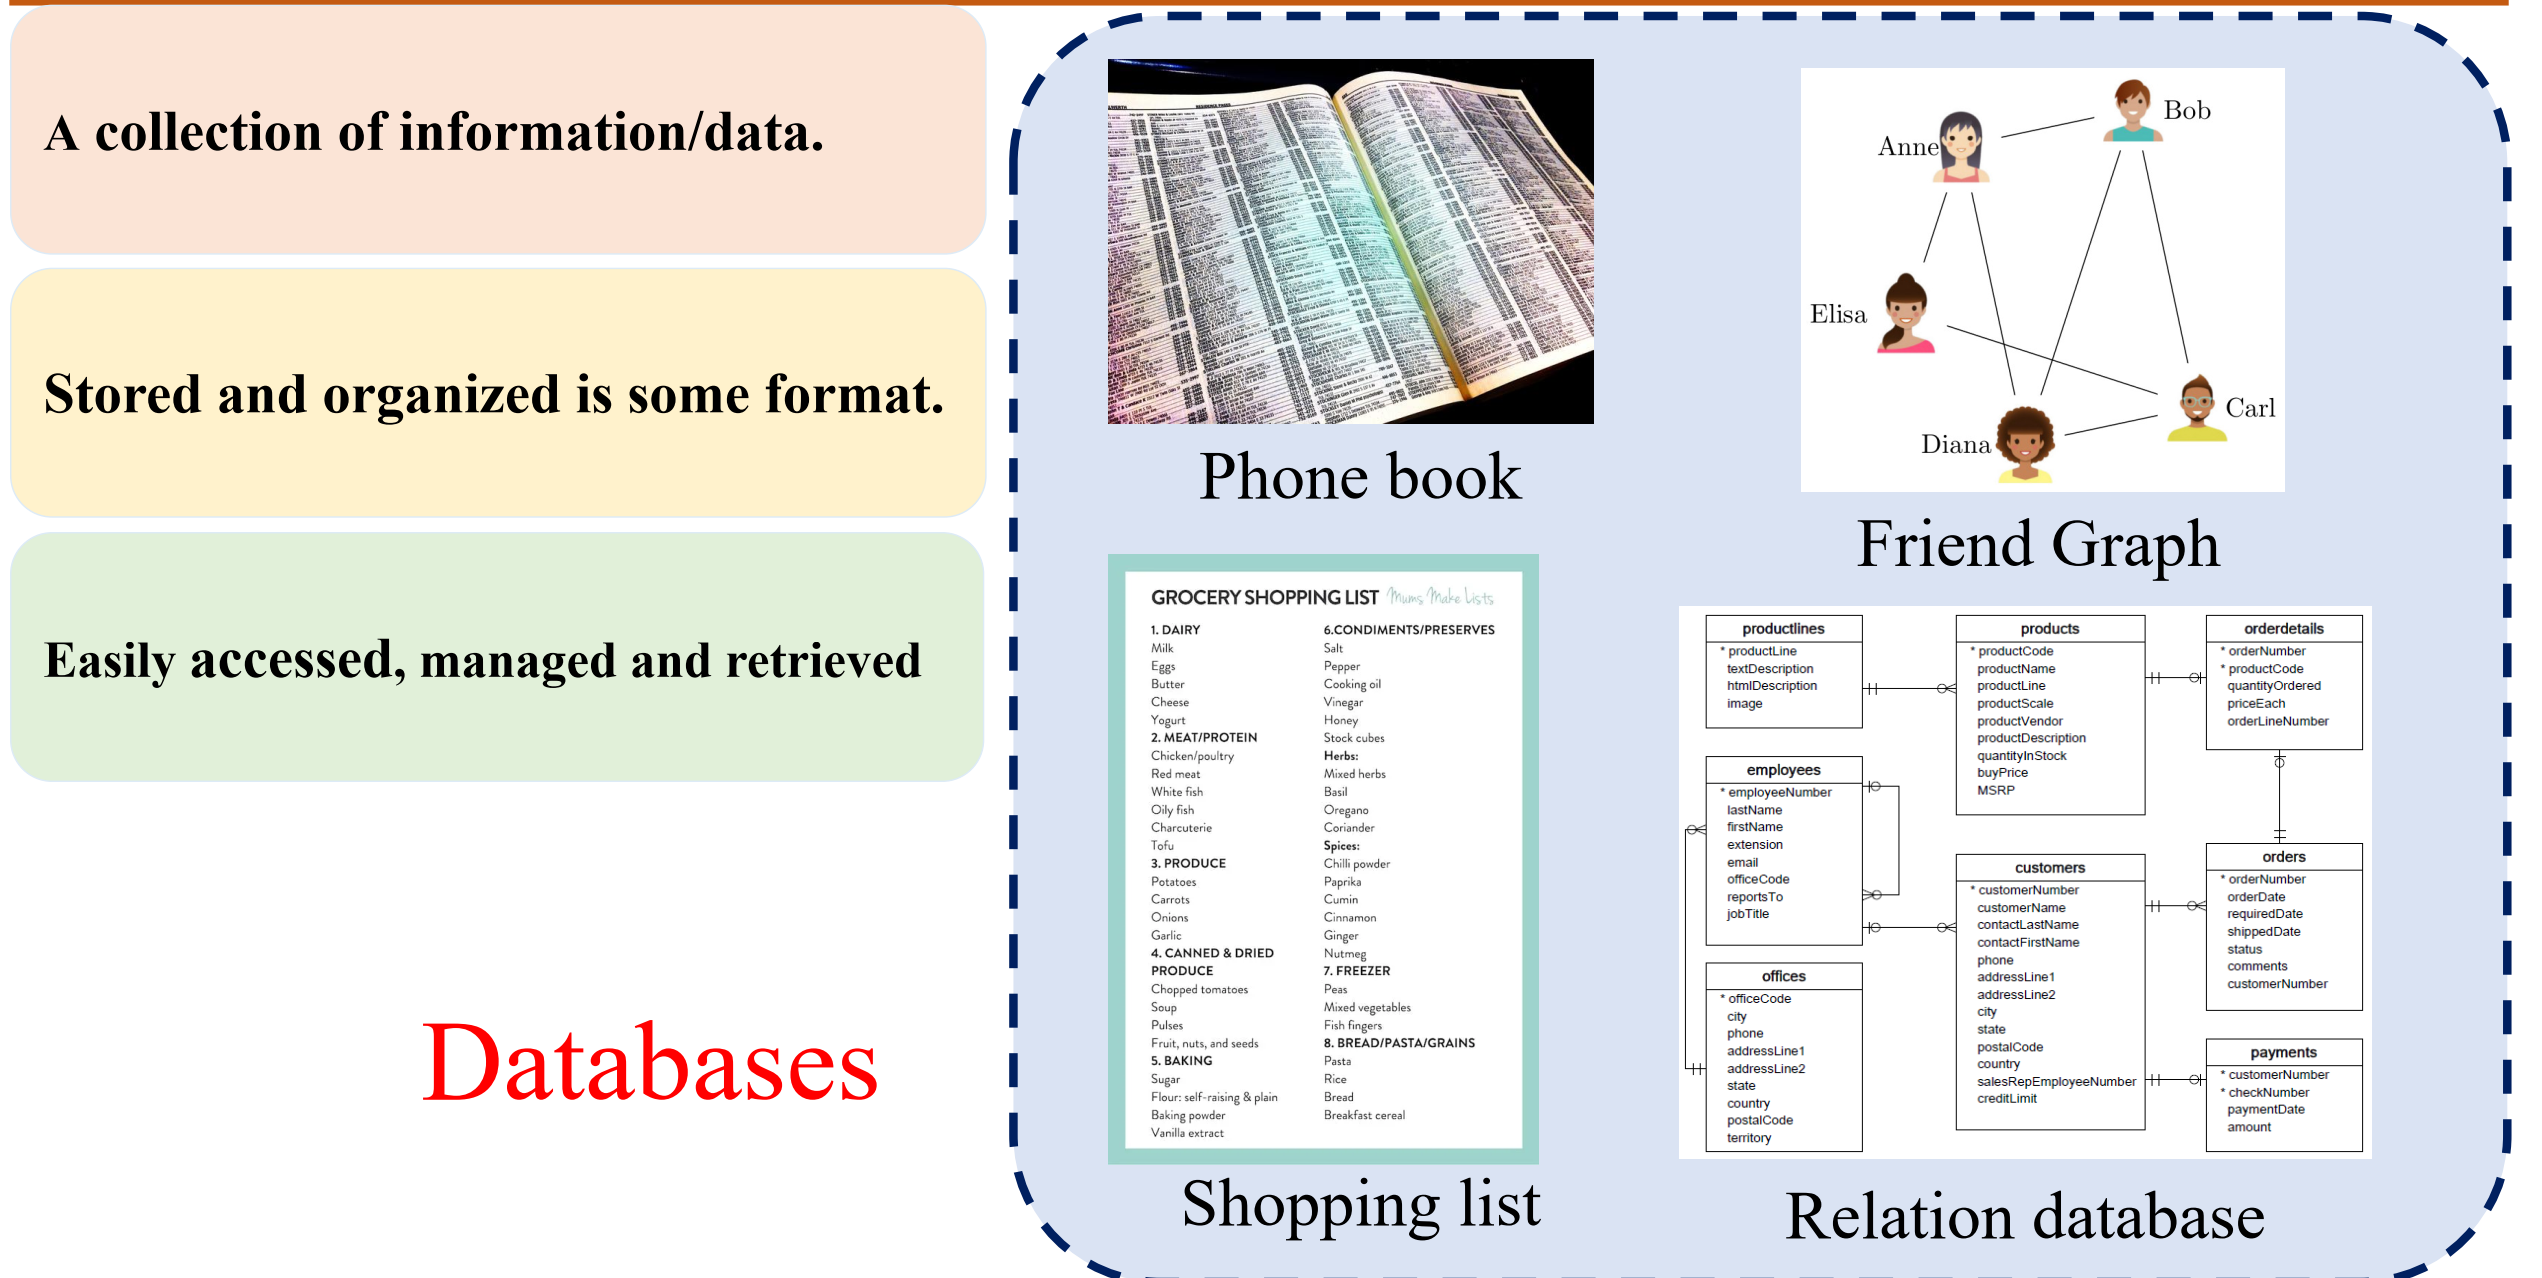 A collection of information/data.
Stored and organized is some format.
Easily accessed, managed and retrieved
Databases
Phone book
Anne
Bob
Elisa
Carl
Diana
Friend Graph
GROCERY SHOPPING LIST Mums Make Lists
1. DAIRY
Milk
Eggs
Butter
Cheese
Yogurt
2. MEAT/PROTEIN
Chicken/poultry
Red meat
White fish
Oily fish
Charcuterie
Tofu
3. PRODUCE
Potatoes
Carrots
Onions
Garlic
4. CANNED & DRIED
PRODUCE
Chopped tomatoes
Soup
Pulses
Fruit, nuts, and seeds
5. BAKING
Sugar
Flour: self-raising & plain
Baking powder
Vanilla extract
6.CONDIMENTS/PRESERVES
Salt
Pepper
Cooking oil
Vinegar
Honey
Stock cubes
Herbs:
Mixed herbs
Basil
Oregano
Coriander
Spices:
Chilli powder
Paprika
Cumin
Cinnamon
Ginger
Nutmeg
7. FREEZER
Peas
Mixed vegetables
Fish fingers
8. BREAD/PASTA/GRAINS
Pasta
Rice
Bread
Breakfast cereal
Shopping list
productlines
* productLine
textDescription
htmlDescription
image
products
* productCode
productName
productLine
productScale
productVendor
productDescription
quantityInStock
buyPrice
MSRP
orderdetails
* orderNumber
* productCode
quantityOrdered
priceEach
orderLineNumber
employees
* employeeNumber
lastName
firstName
extension
email
officeCode
reportsTo
jobTitle
customers
* customerNumber
customerName
contactLastName
contactFirstName
phone
addressLine1
addressLine2
city
state
postalCode
country
salesRepEmployeeNumber
creditLimit
orders
* orderNumber
orderDate
requiredDate
shippedDate
status
comments
customerNumber
offices
* officeCode
city
phone
addressLine1
addressLine2
state
country
postalCode
territory
payments
* customerNumber
* checkNumber
paymentDate
amount
Relation database